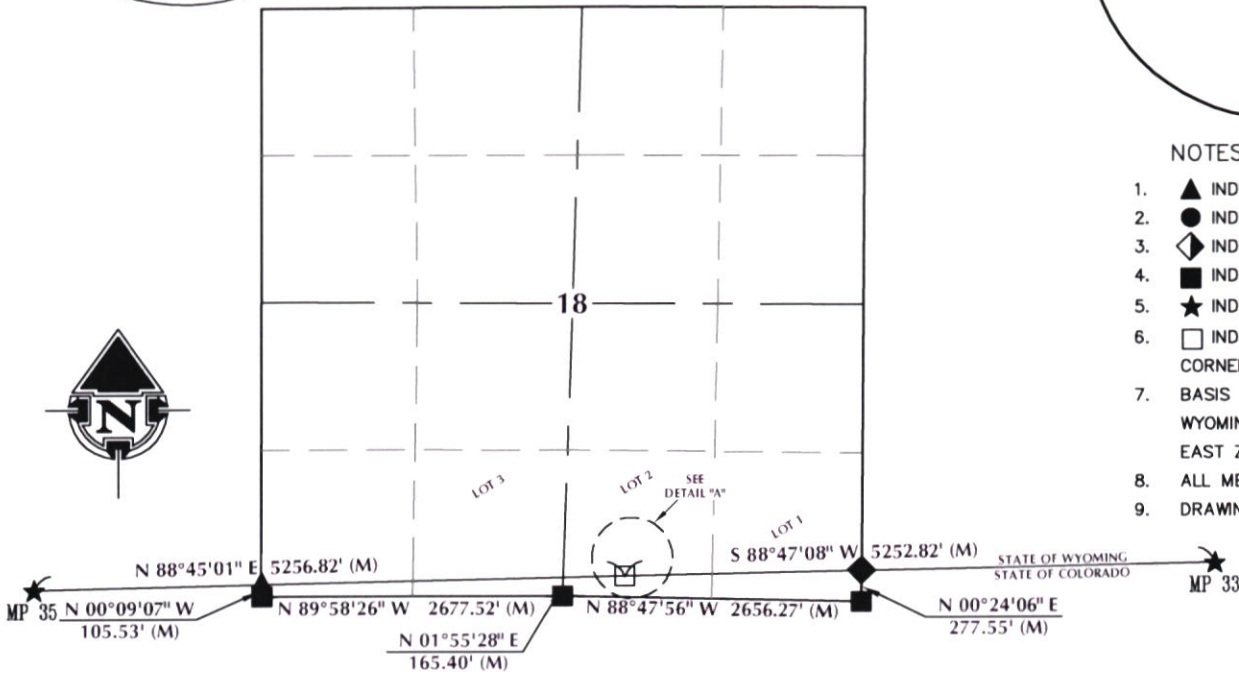 NOTES
1. ▲ IND
2. ● IND
3. ◈ IND
4. ■ IND
5. ★ IND
6. □ IND
CORNE
7. BASIS
WYOMIN
EAST
8. ALL ME
9. DRAWIN
18
N
LOT 3
LOT 2
SEE
DETAIL "A"
LOT 1
N 88°45'01" E 5256.82' (M)
S 88°47'08" W 5252.82' (M)
STATE OF WYOMING
STATE OF COLORADO
MP 35
MP 33
N 00°09'07" W
105.53' (M)
N 89°58'26" W 2677.52' (M)
N 88°47'56" W 2656.27' (M)
N 00°24'06" E
277.55' (M)
N 01°55'28" E
165.40' (M)